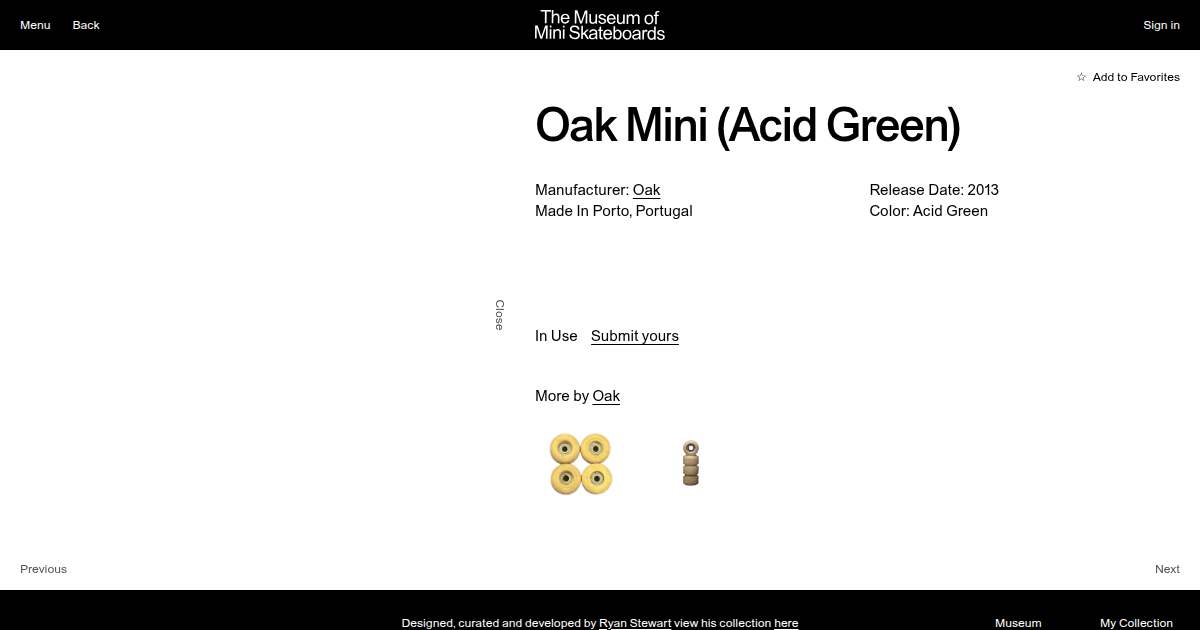 Menu
Back
The Museum of
Mini Skateboards
Sign in
☆ Add to Favorites
Oak Mini (Acid Green)
Manufacturer: Oak
Made In Porto, Portugal
Release Date: 2013
Color: Acid Green
Close
In Use
Submit yours
More by Oak
Previous
Next
Designed, curated and developed by Ryan Stewart view his collection here
Museum
My Collection